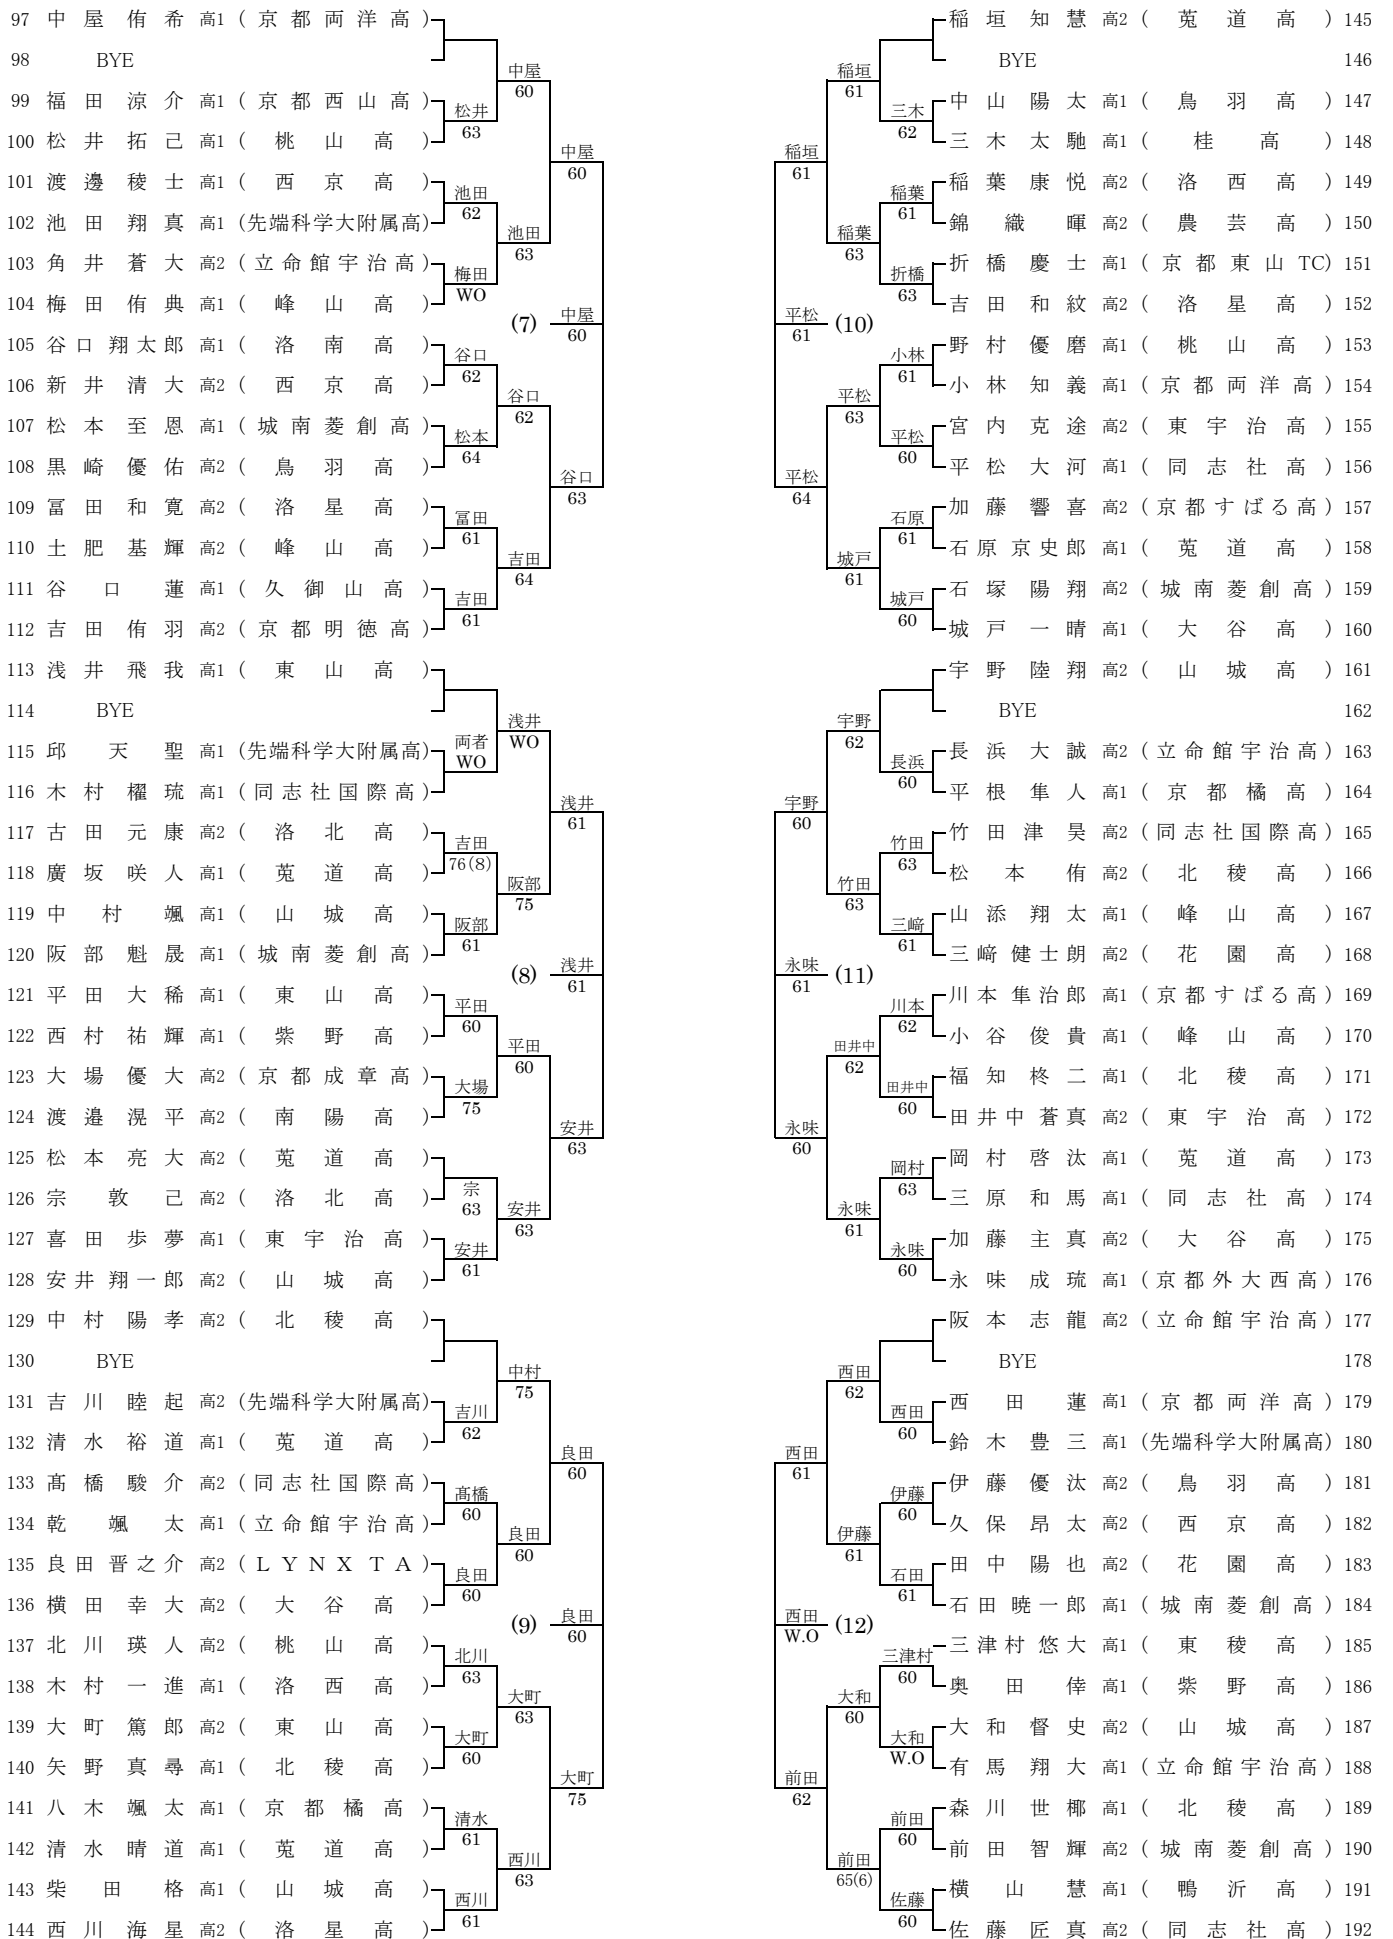 97 中屋侑希 高1 (京都両洋高)
98 BYE
中屋
60
99 福田涼介 高1 (京都西山高)
松井
63
100 松井拓己 高1 (桃山高)
中屋
60
101 渡邊稜士 高1 (西京高)
池田
62
102 池田翔真 高1 (先端科学大附属高)
池田
63
103 角井蒼大 高2 (立命館宇治高)
梅田
WO
104 梅田侑典 高1 (峰山高)
(7) 中屋
60
105 谷口翔太郎 高1 (洛南高)
谷口
62
106 新井清大 高2 (西京高)
谷口
62
107 松本至恩 高1 (城南菱創高)
松本
64
108 黒崎優佑 高2 (鳥羽高)
谷口
63
109 冨田和寛 高2 (洛星高)
冨田
61
110 土肥基輝 高2 (峰山高)
吉田
64
111 谷口蓮 高1 (久御山高)
吉田
61
112 吉田侑羽 高2 (京都明徳高)
113 浅井飛我 高1 (東山高)
114 BYE
浅井
WO
115 邱天聖 高1 (先端科学大附属高)
両者
WO
116 木村櫂琉 高1 (同志社国際高)
浅井
61
117 古田元康 高2 (洛北高)
吉田
76(8)
118 廣坂咲人 高1 (莵道高)
阪部
75
119 中村颯 高1 (山城高)
阪部
61
120 阪部魁晟 高1 (城南菱創高)
(8) 浅井
61
121 平田大稀 高1 (東山高)
平田
60
122 西村祐輝 高1 (紫野高)
平田
60
123 大場優大 高2 (京都成章高)
大場
75
124 渡邉滉平 高2 (南陽高)
安井
63
125 松本亮大 高2 (莵道高)
宗
63
126 宗敦己 高2 (洛北高)
安井
63
127 喜田歩夢 高1 (東宇治高)
安井
61
128 安井翔一郎 高2 (山城高)
129 中村陽孝 高2 (北稜高)
130 BYE
中村
75
131 吉川睦起 高2 (先端科学大附属高)
吉川
62
132 清水裕道 高1 (莵道高)
良田
60
133 髙橋駿介 高2 (同志社国際高)
髙橋
60
134 乾颯太 高1 (立命館宇治高)
良田
60
135 良田晋之介 高2 (LYNX TA)
良田
60
136 横田幸大 高2 (大谷高)
(9) 良田
60
137 北川瑛人 高2 (桃山高)
北川
63
138 木村一進 高1 (洛西高)
大町
63
139 大町篤郎 高2 (東山高)
大町
60
140 矢野真尋 高1 (北稜高)
大町
75
141 八木颯太 高1 (京都橘高)
清水
61
142 清水晴道 高1 (莵道高)
西川
63
143 柴田格 高1 (山城高)
西川
61
144 西川海星 高2 (洛星高)
稲垣知慧 高2 (莵道高) 145
BYE 146
稲垣
61
中山陽太 高1 (鳥羽高) 147
三木
62
三木太馳 高1 (桂高) 148
稲垣
61
稲葉康悦 高2 (洛西高) 149
稲葉
61
錦織暉 高2 (農芸高) 150
稲葉
63
折橋慶士 高1 (京都東山TC) 151
折橋
63
吉田和紋 高2 (洛星高) 152
平松 (10)
61
野村優磨 高1 (桃山高) 153
小林
61
小林知義 高1 (京都両洋高) 154
平松
63
宮内克途 高2 (東宇治高) 155
平松
60
平松大河 高1 (同志社高) 156
平松
64
加藤響喜 高2 (京都すばる高) 157
石原
61
石原京史郎 高1 (莵道高) 158
城戸
61
石塚陽翔 高2 (城南菱創高) 159
城戸
60
城戸一晴 高1 (大谷高) 160
宇野陸翔 高2 (山城高) 161
BYE 162
宇野
62
長浜大誠 高2 (立命館宇治高) 163
長浜
60
平根隼人 高1 (京都橘高) 164
宇野
60
竹田津昊 高2 (同志社国際高) 165
竹田
63
松本侑 高2 (北稜高) 166
竹田
63
山添翔太 高1 (峰山高) 167
三﨑
61
三﨑健士朗 高2 (花園高) 168
永味 (11)
61
川本隼治郎 高1 (京都すばる高) 169
川本
62
小谷俊貴 高1 (峰山高) 170
田井中
62
福知柊二 高1 (北稜高) 171
田井中
60
田井中蒼真 高2 (東宇治高) 172
永味
60
岡村啓汰 高1 (莵道高) 173
岡村
63
三原和馬 高1 (同志社高) 174
永味
61
加藤主真 高2 (大谷高) 175
永味
60
永味成琉 高1 (京都外大西高) 176
阪本志龍 高2 (立命館宇治高) 177
BYE 178
西田
62
西田蓮 高1 (京都両洋高) 179
西田
60
鈴木豊三 高1 (先端科学大附属高) 180
西田
61
伊藤優汰 高2 (鳥羽高) 181
伊藤
60
久保昂太 高2 (西京高) 182
伊藤
61
田中陽也 高2 (花園高) 183
石田
61
石田暁一郎 高1 (城南菱創高) 184
西田 (12)
W.O
三津村悠大 高1 (東稜高) 185
三津村
60
奥田倖 高1 (紫野高) 186
大和
60
大和督史 高2 (山城高) 187
大和
W.O
有馬翔大 高1 (立命館宇治高) 188
前田
62
森川世椰 高1 (北稜高) 189
前田
60
前田智輝 高2 (城南菱創高) 190
前田
65(6)
横山慧 高1 (鴨沂高) 191
佐藤
60
佐藤匠真 高2 (同志社高) 192